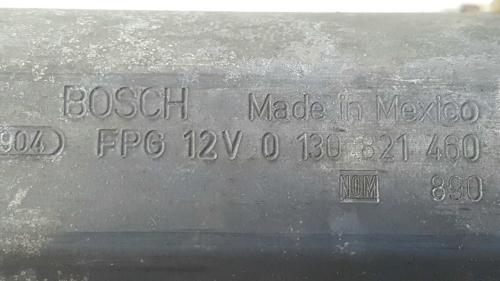 BOSCH Made in Mexico
904) FPG 12V 0 130 821 460
NOM 890